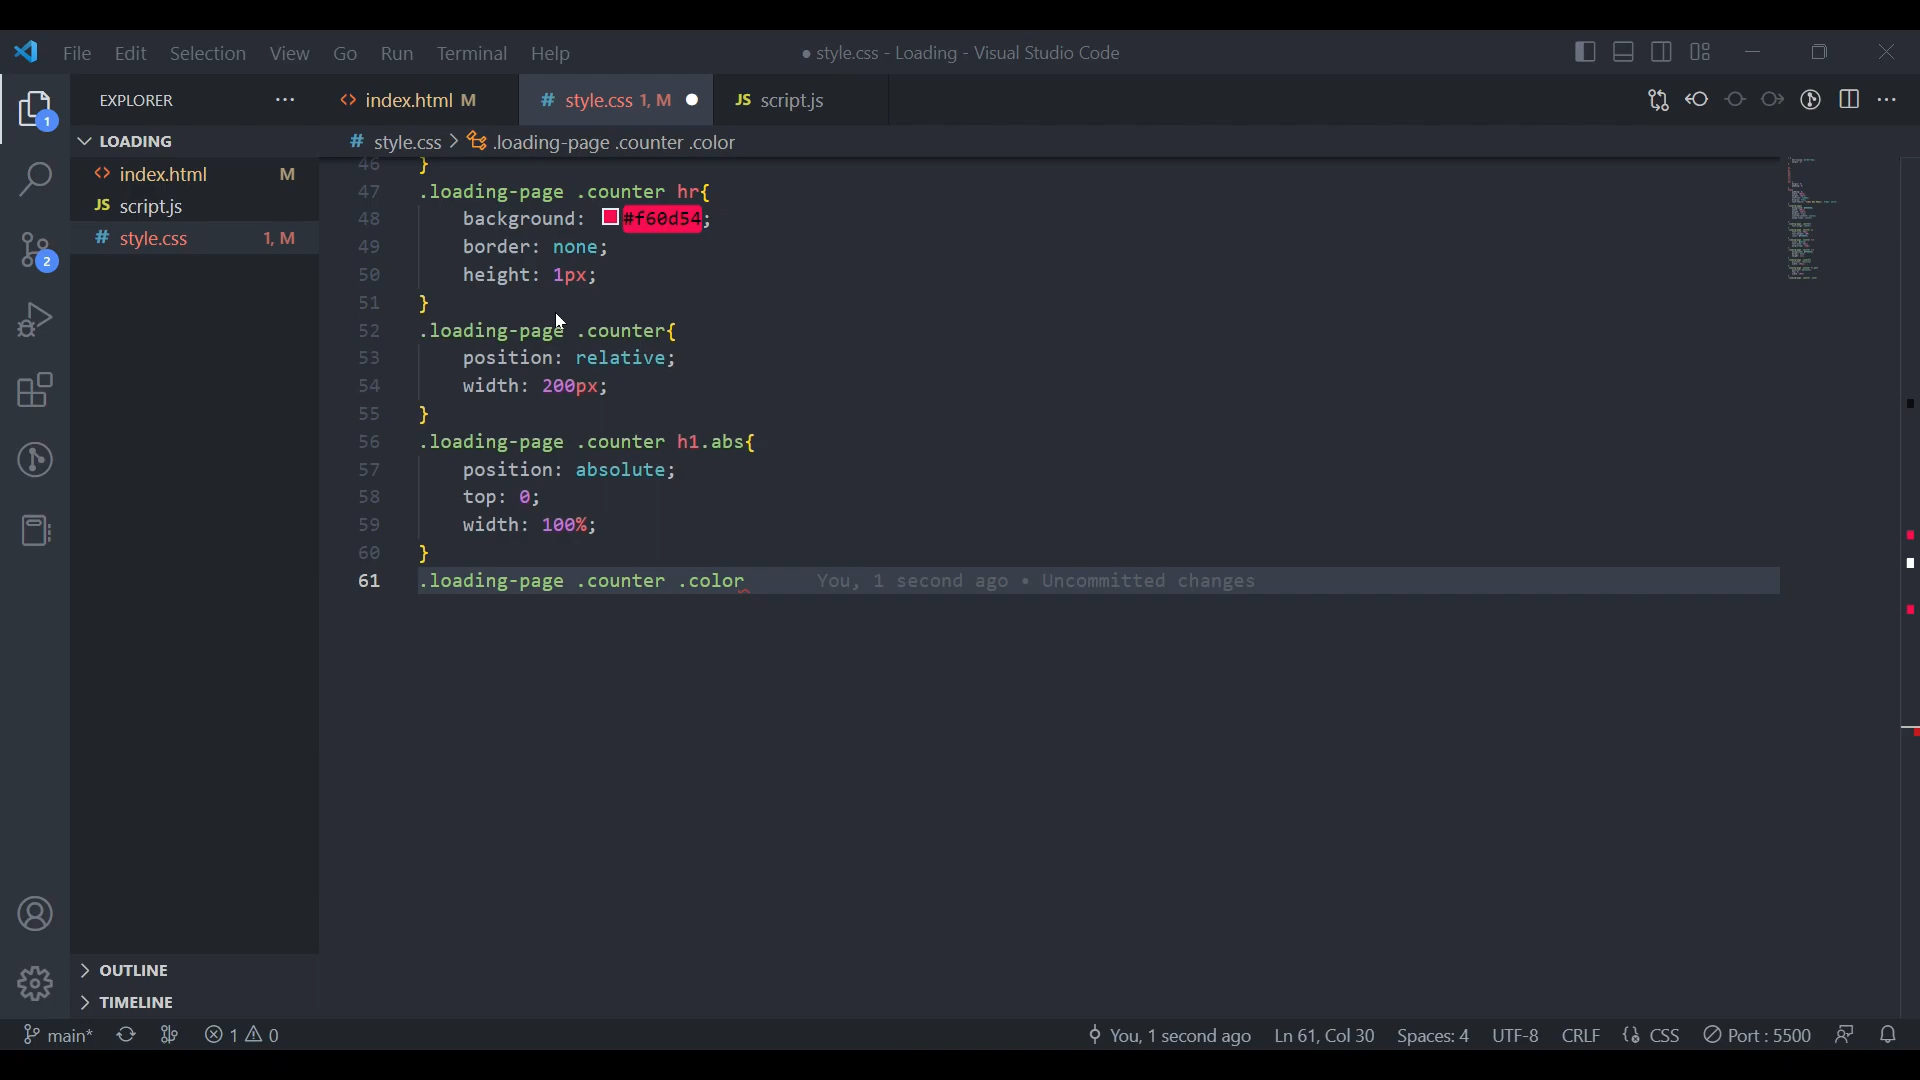 File Edit Selection View Go Run Terminal Help
● style.css - Loading - Visual Studio Code
EXPLORER ···
<> index.html M
# style.css 1, M ●
JS script.js
LOADING
# style.css > .loading-page .counter .color
1
<> index.html M
JS script.js
# style.css 1, M
2
46 }
47 .loading-page .counter hr{
48 background: #f60d54;
49 border: none;
50 height: 1px;
51 }
52 .loading-page .counter{
53 position: relative;
54 width: 200px;
55 }
56 .loading-page .counter h1.abs{
57 position: absolute;
58 top: 0;
59 width: 100%;
60 }
61 .loading-page .counter .color You, 1 second ago • Uncommitted changes
OUTLINE
TIMELINE
main* 1 0 You, 1 second ago Ln 61, Col 30 Spaces: 4 UTF-8 CRLF CSS Port : 5500